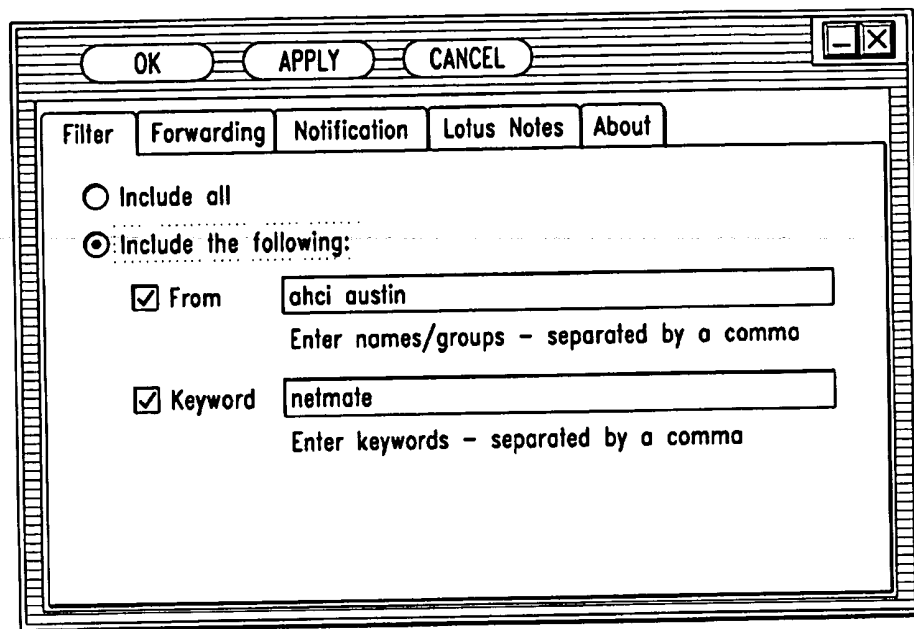 OK APPLY CANCEL
Filter Forwarding Notification Lotus Notes About
Include all
Include the following:
From ahci austin
Enter names/groups – separated by a comma
Keyword netmate
Enter keywords – separated by a comma